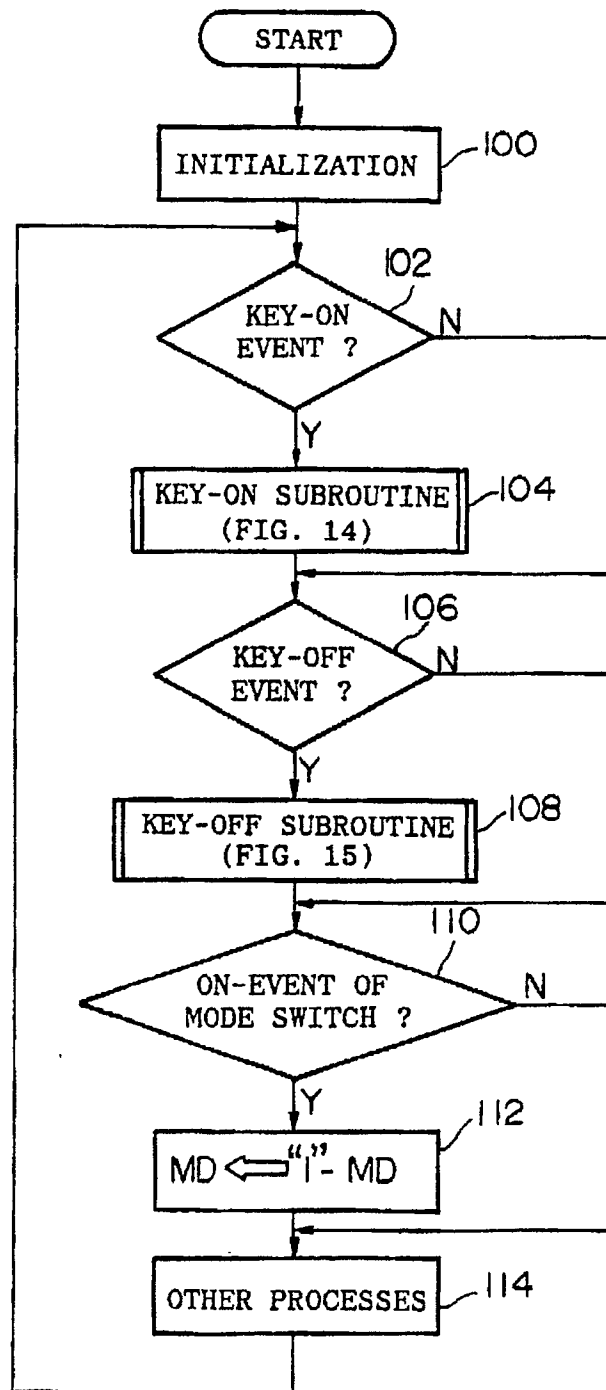 START
INITIALIZATION
100
102
KEY-ON
EVENT ?
N
Y
KEY-ON SUBROUTINE
(FIG. 14)
104
106
KEY-OFF
EVENT ?
N
Y
KEY-OFF SUBROUTINE
(FIG. 15)
108
110
ON-EVENT OF
MODE SWITCH ?
N
Y
112
MD ⇐ "1" - MD
OTHER PROCESSES
114